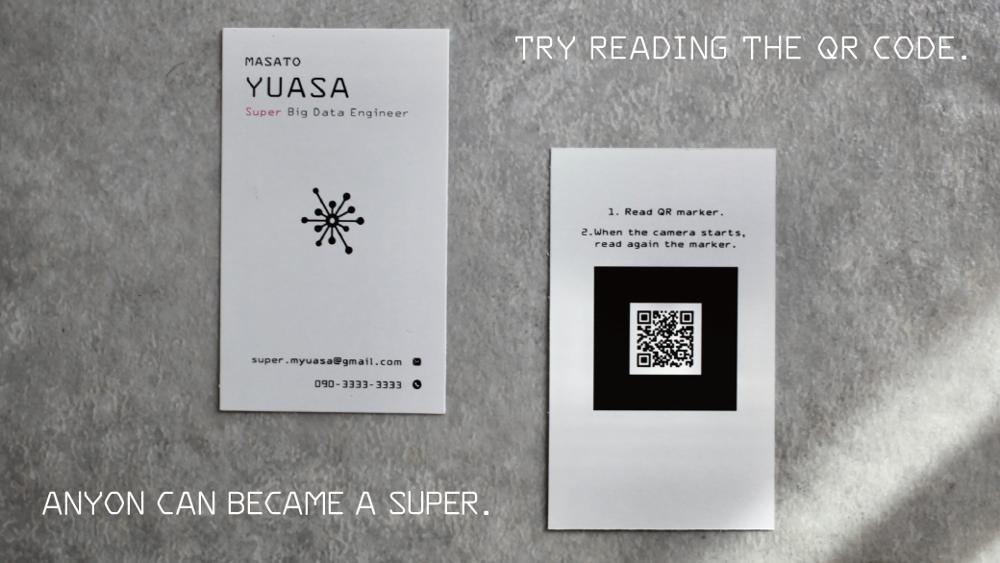 TRY READING THE QR CODE.
MASATO
YUASA
Super Big Data Engineer
super.myuasa@gmail.com
090-3333-3333
1. Read QR marker.
2.When the camera starts,
read again the marker.
ANYON CAN BECAME A SUPER.